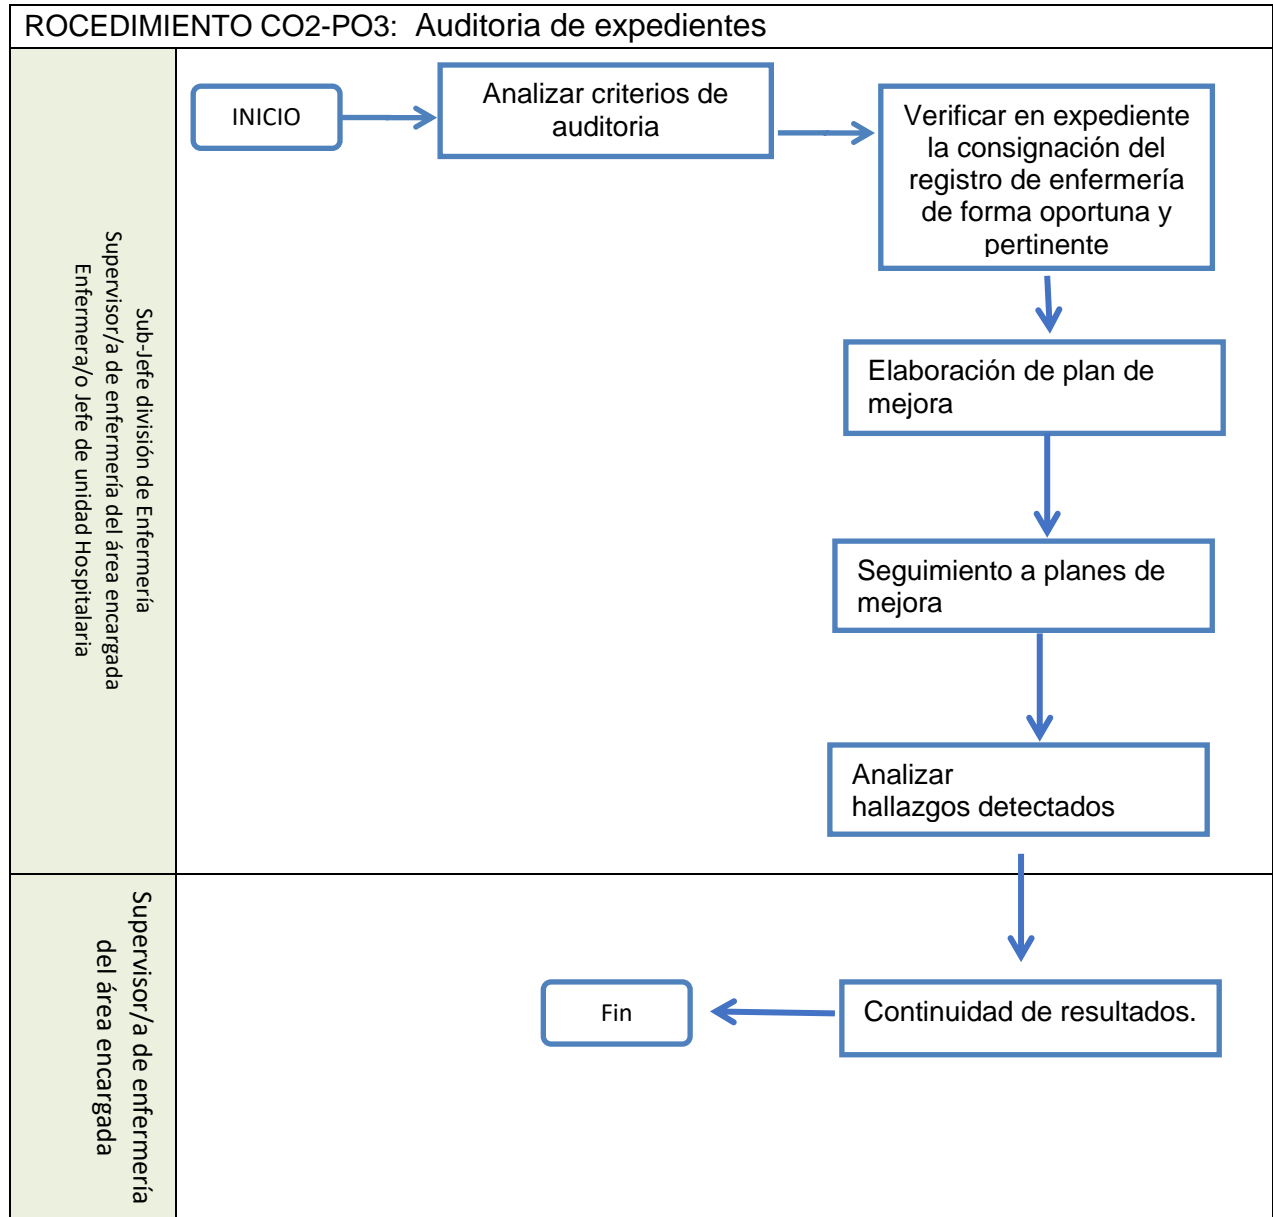 ROCEDIMIENTO CO2-PO3: Auditoria de expedientes
Sub-Jefe división de Enfermería
Supervisor/a de enfermería del área encargada
Enfermera/o Jefe de unidad Hospitalaria
INICIO
Analizar criterios de
auditoria
Verificar en expediente
la consignación del
registro de enfermería
de forma oportuna y
pertinente
Elaboración de plan de
mejora
Seguimiento a planes de
mejora
Analizar
hallazgos detectados
Supervisor/a de enfermería
del área encargada
Continuidad de resultados.
Fin